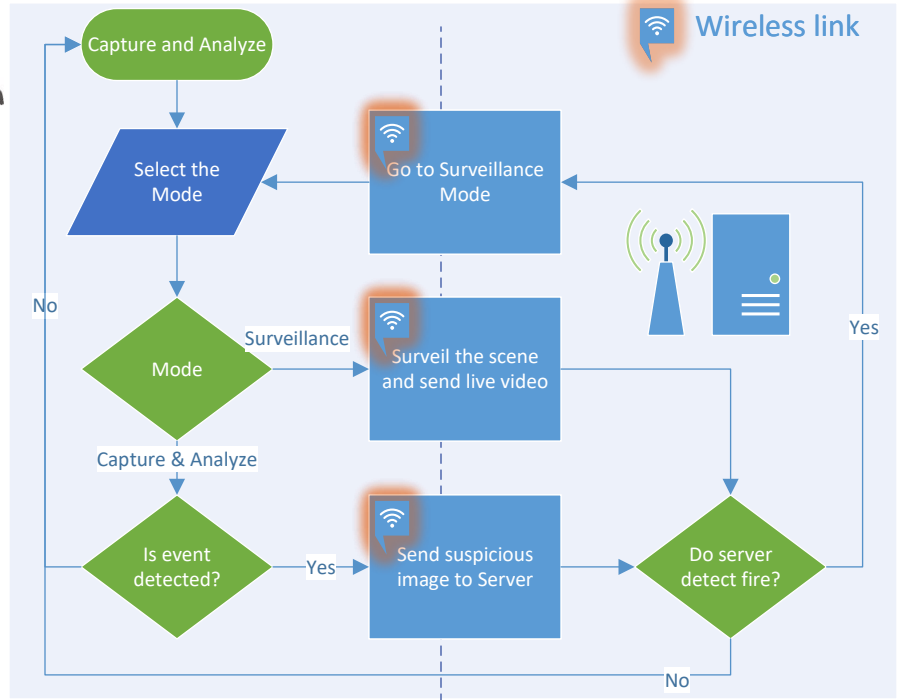 Wireless link
Capture and Analyze
Select the
Mode
Go to Surveillance
Mode
No
Yes
Surveillance
Mode
Surveil the scene
and send live video
Capture & Analyze
Is event
detected?
Yes
Send suspicious
image to Server
Do server
detect fire?
No